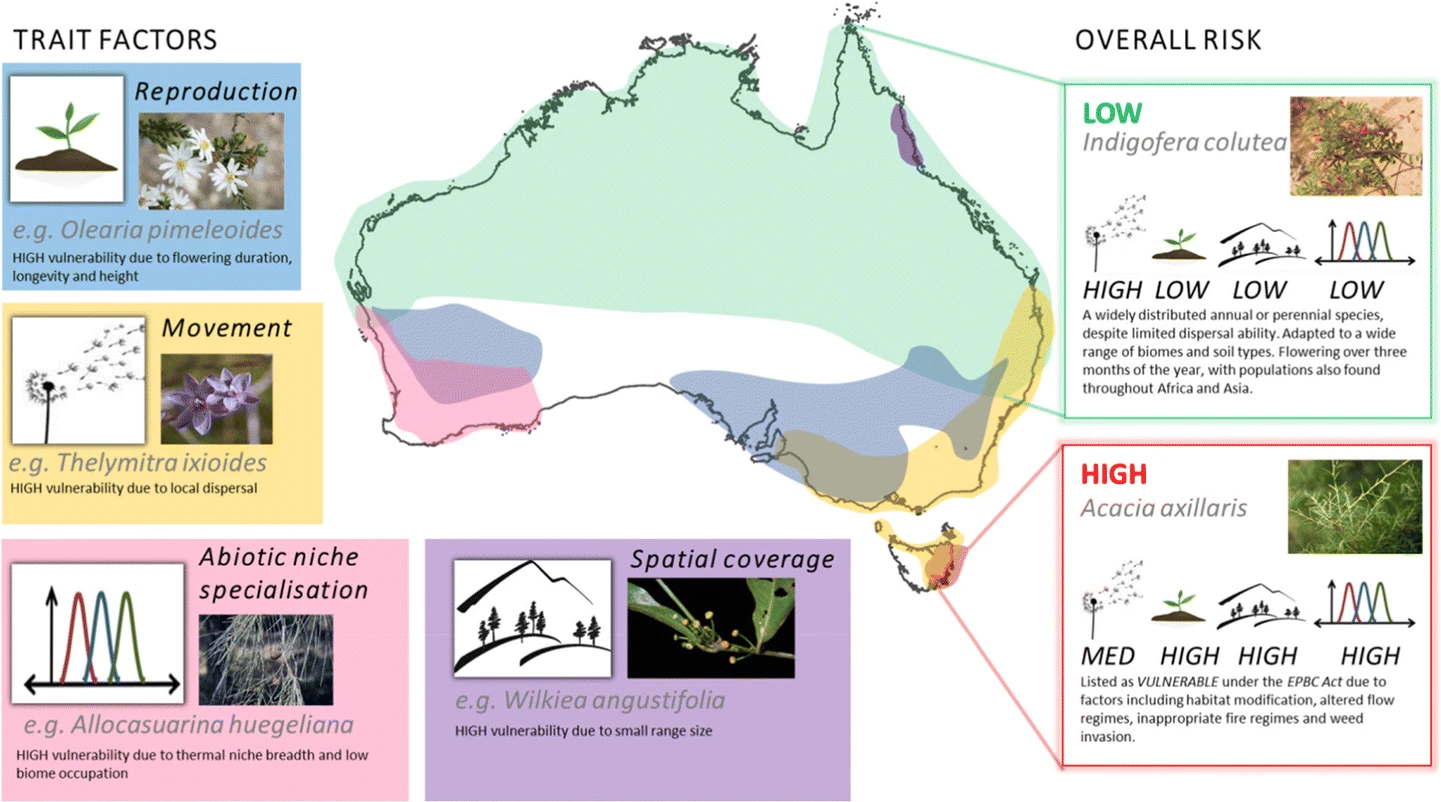 TRAIT FACTORS
Reproduction
e.g. Olearia pimeleoides
HIGH vulnerability due to flowering duration,
longevity and height
Movement
e.g. Thelymitra ixioides
HIGH vulnerability due to local dispersal
Abiotic niche
specialisation
e.g. Allocasuarina huegeliana
HIGH vulnerability due to thermal niche breadth and low
biome occupation
Spatial coverage
e.g. Wilkiea angustifolia
HIGH vulnerability due to small range size
OVERALL RISK
LOW
Indigofera colutea
HIGH LOW LOW LOW
A widely distributed annual or perennial species,
despite limited dispersal ability. Adapted to a wide
range of biomes and soil types. Flowering over three
months of the year, with populations also found
throughout Africa and Asia.
HIGH
Acacia axillaris
MED HIGH HIGH HIGH
Listed as VULNERABLE under the EPBC Act due to
factors including habitat modification, altered flow
regimes, inappropriate fire regimes and weed
invasion.